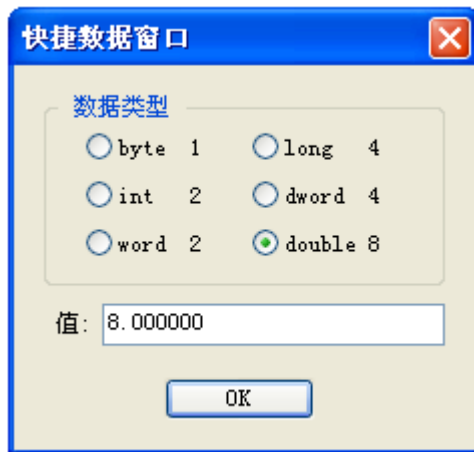 快捷数据窗口
数据类型
byte 1 long 4
int 2 dword 4
word 2 double 8
值: 8.000000
OK